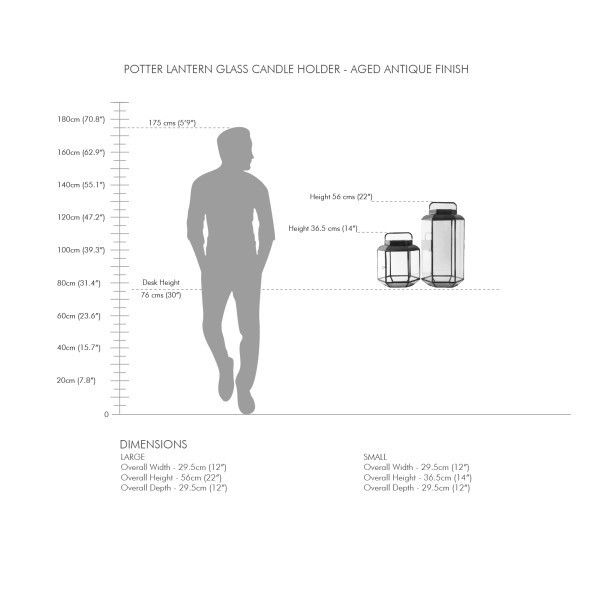 POTTER LANTERN GLASS CANDLE HOLDER - AGED ANTIQUE FINISH
180cm (70.8")
175 cms (5'9")
160cm (62.9")
140cm (55.1")
Height 56 cms (22")
120cm (47.2")
Height 36.5 cms (14")
100cm (39.3")
80cm (31.4")
Desk Height
76 cms (30")
60cm (23.6")
40cm (15.7")
20cm (7.8")
0
DIMENSIONS
LARGE
Overall Width - 29.5cm (12")
Overall Height - 56cm (22")
Overall Depth - 29.5cm (12")
SMALL
Overall Width - 29.5cm (12")
Overall Height - 36.5cm (14")
Overall Depth - 29.5cm (12")